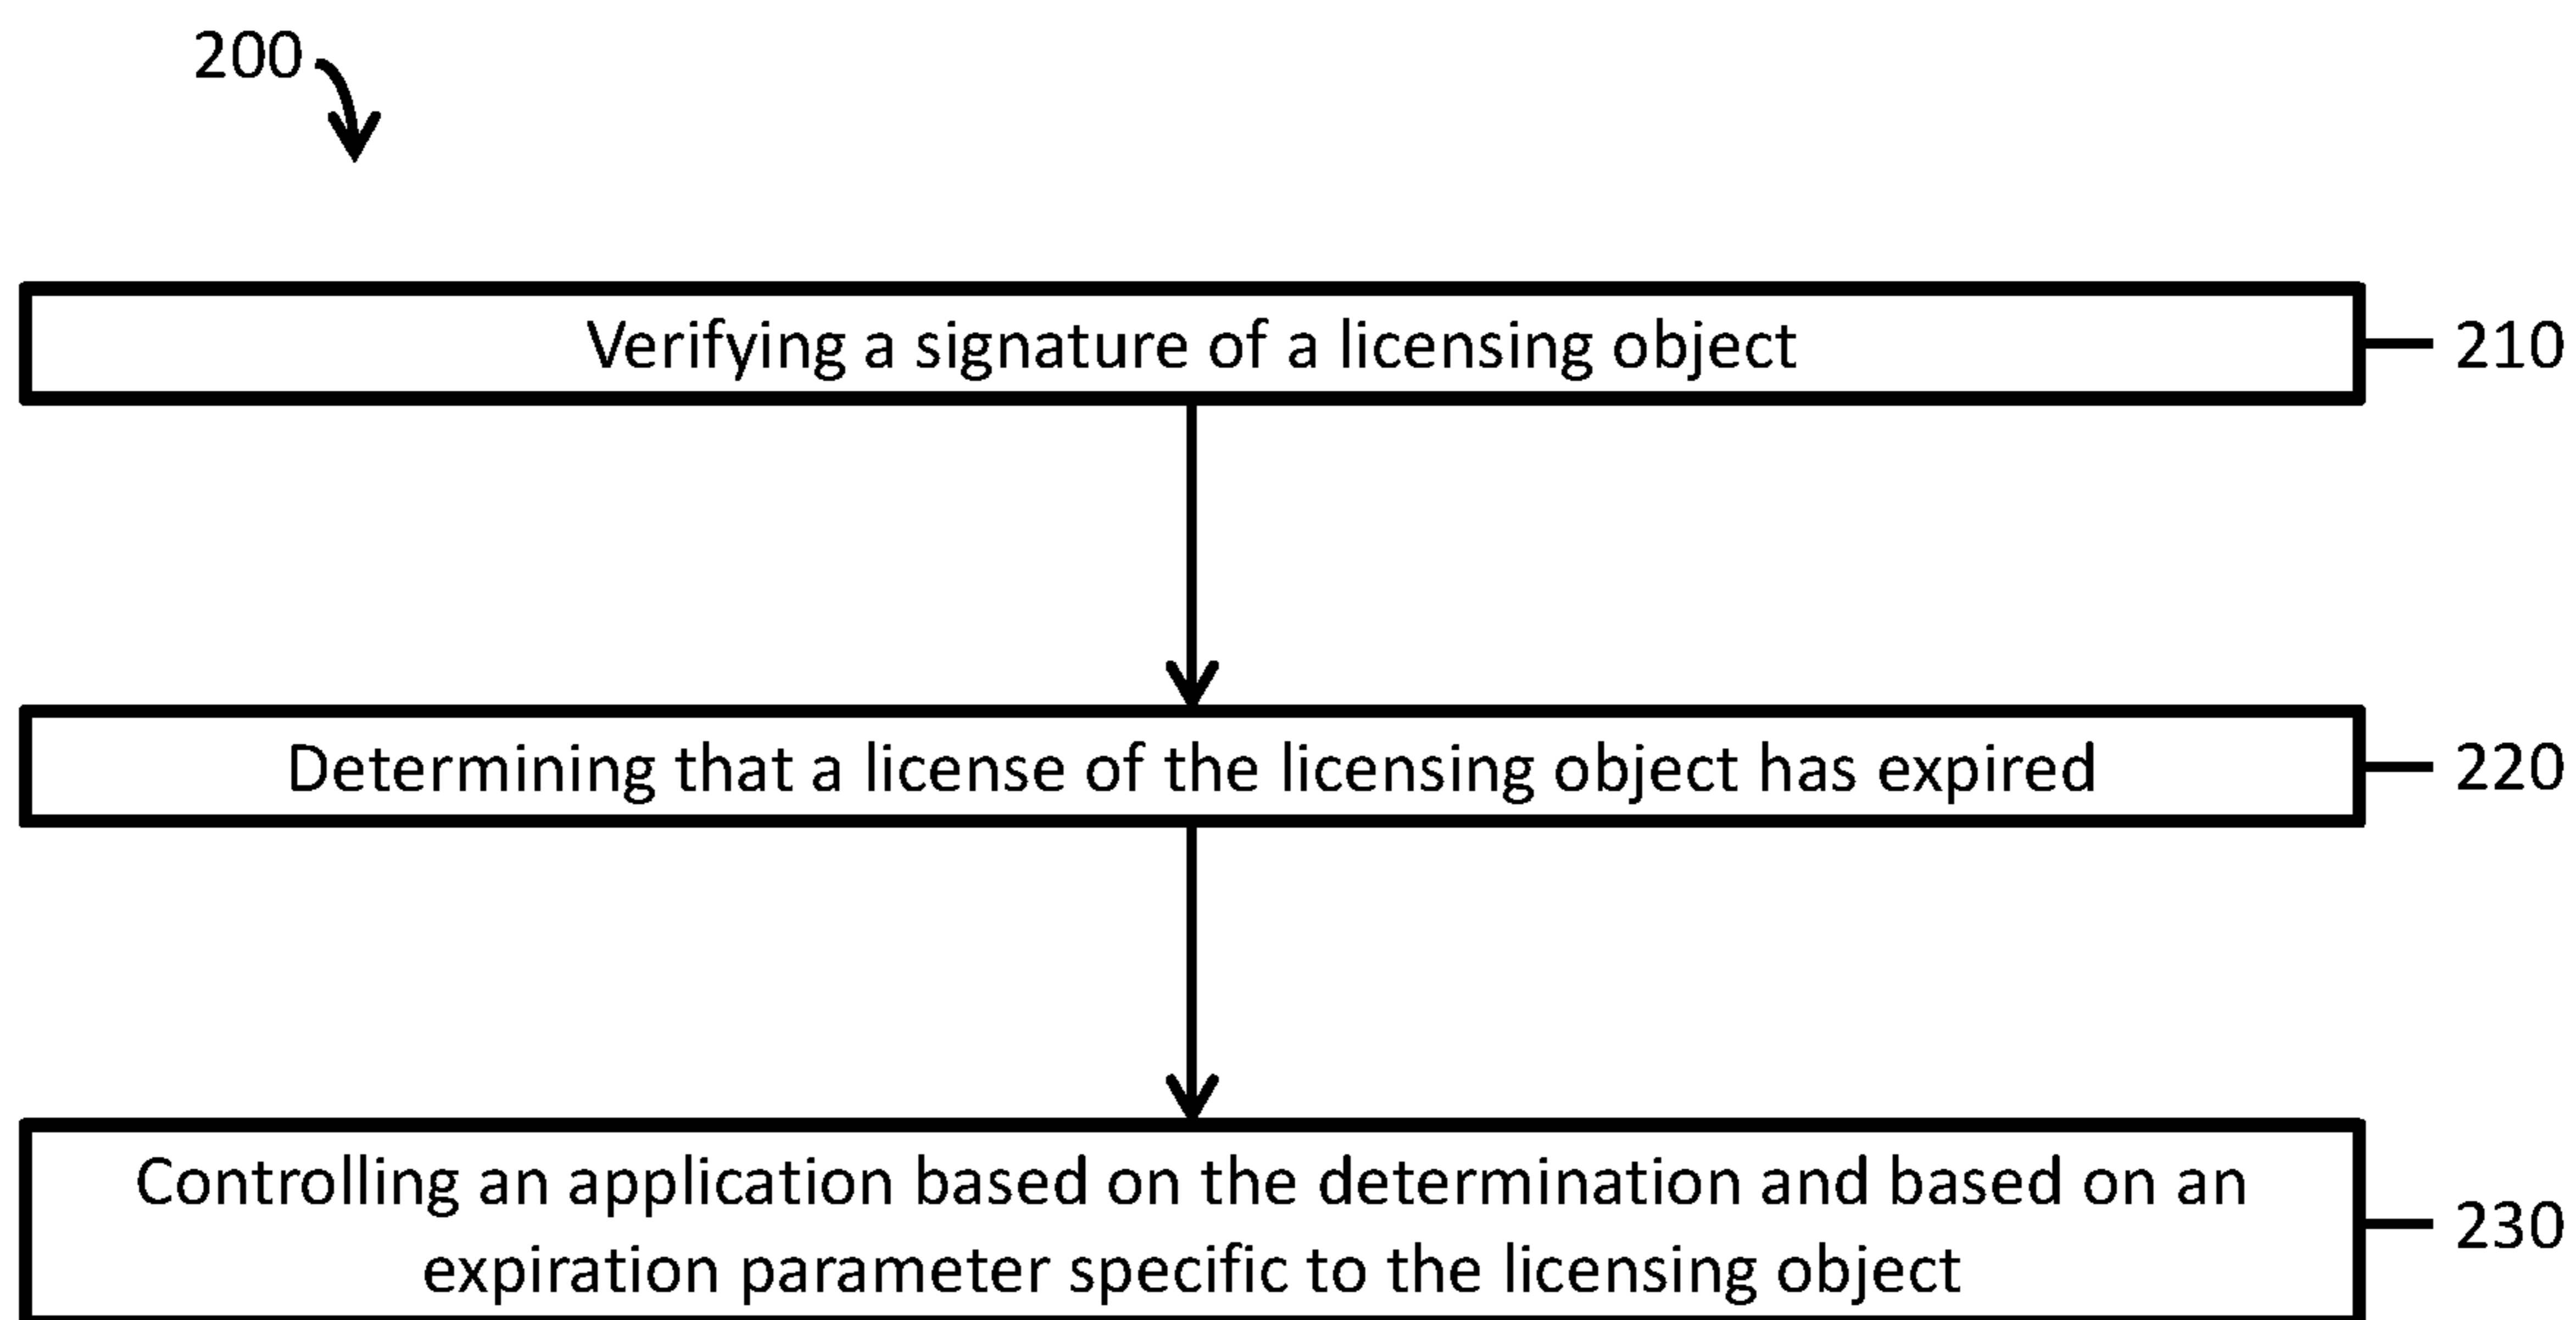 200
Verifying a signature of a licensing object
210
Determining that a license of the licensing object has expired
220
Controlling an application based on the determination and based on an
expiration parameter specific to the licensing object
230